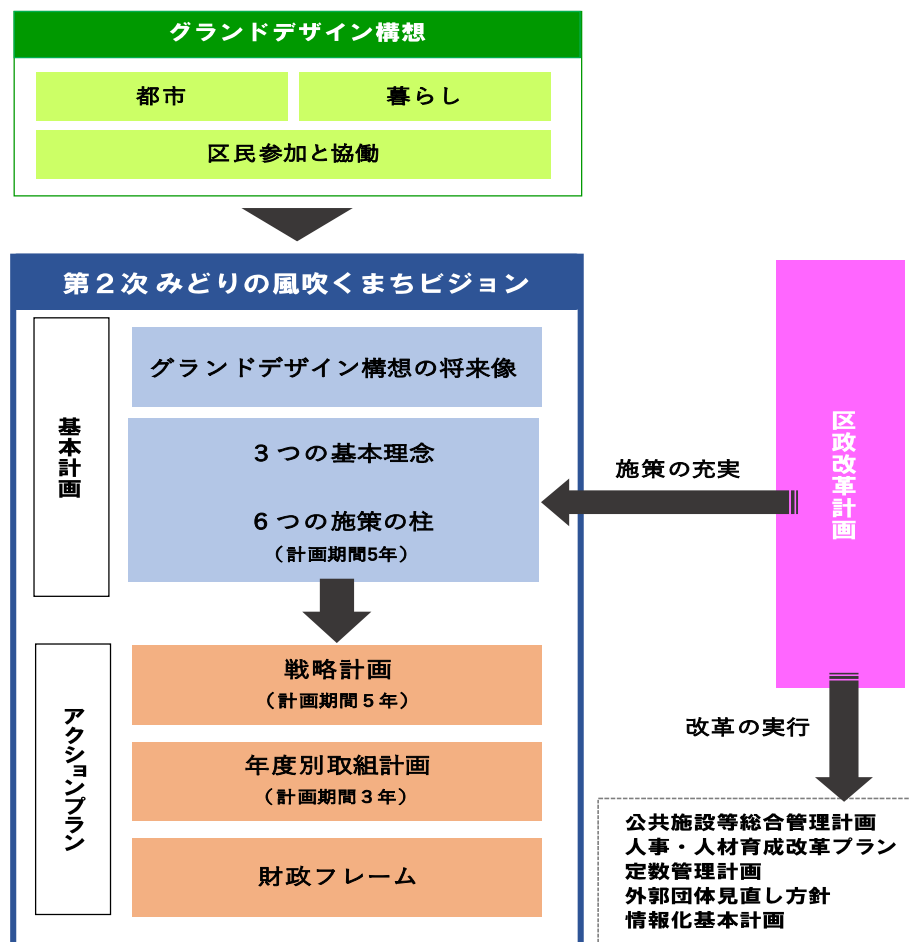 グランドデザイン構想
都市
暮らし
区民参加と協働
第２次 みどりの風吹くまちビジョン
基本計画
グランドデザイン構想の将来像
３つの基本理念
６つの施策の柱
（計画期間5年）
アクションプラン
戦略計画
（計画期間５年）
年度別取組計画
（計画期間３年）
財政フレーム
施策の充実
区政改革計画
改革の実行
公共施設等総合管理計画
人事・人材育成改革プラン
定数管理計画
外郭団体見直し方針
情報化基本計画